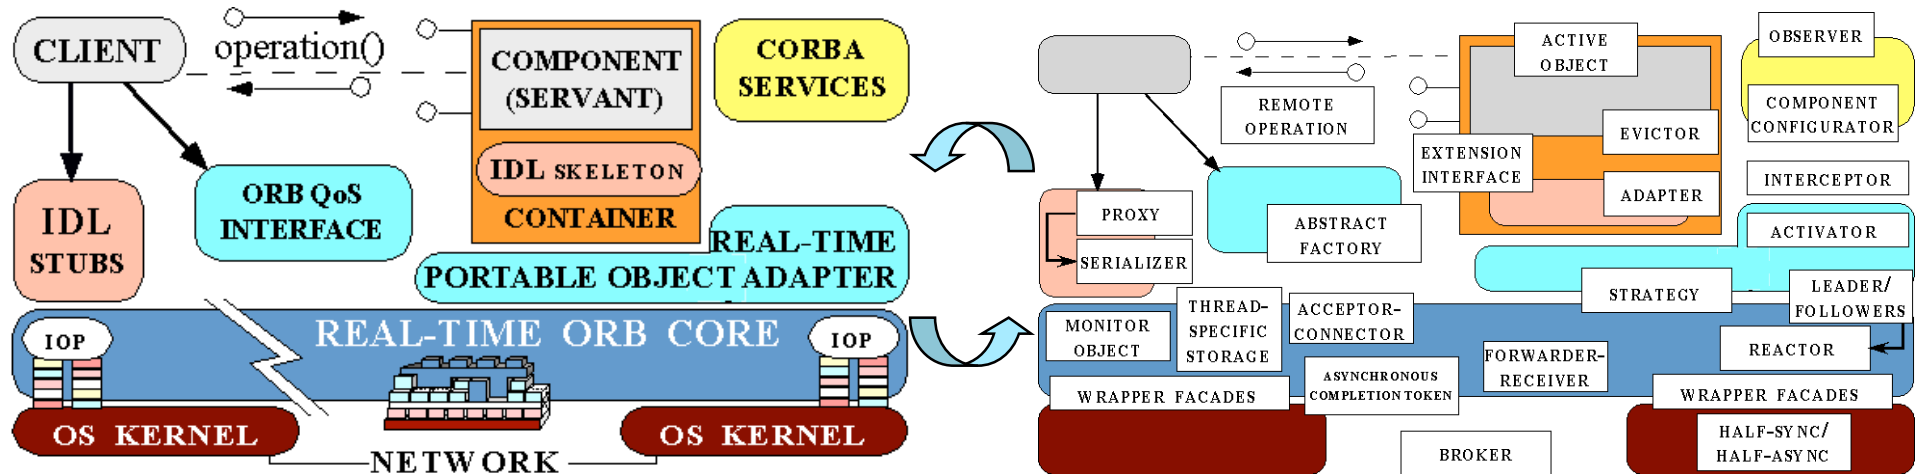 CLIENT
operation()
COMPONENT
(SERVANT)
CORBA
SERVICES
IDL SKELETON
CONTAINER
IDL
STUBS
ORB QoS
INTERFACE
REAL-TIME
PORTABLE OBJECT ADAPTER
IOP
REAL-TIME ORB CORE
IOP
OS KERNEL
OS KERNEL
NETWORK
ACTIVE
OBJECT
OBSERVER
REMOTE
OPERATION
COMPONENT
CONFIGURATOR
EVICTOR
EXTENSION
INTERFACE
INTERCEPTOR
ADAPTER
PROXY
ABSTRACT
FACTORY
ACTIVATOR
SERIALIZER
STRATEGY
LEADER/
FOLLOWERS
MONITOR
OBJECT
THREAD-
SPECIFIC
STORAGE
ACCEPTOR-
CONNECTOR
FORWARDER-
RECEIVER
REACTOR
WRAPPER FACADES
ASYNCHRONOUS
COMPLETION TOKEN
WRAPPER FACADES
BROKER
HALF-SYNC/
HALF-ASYNC